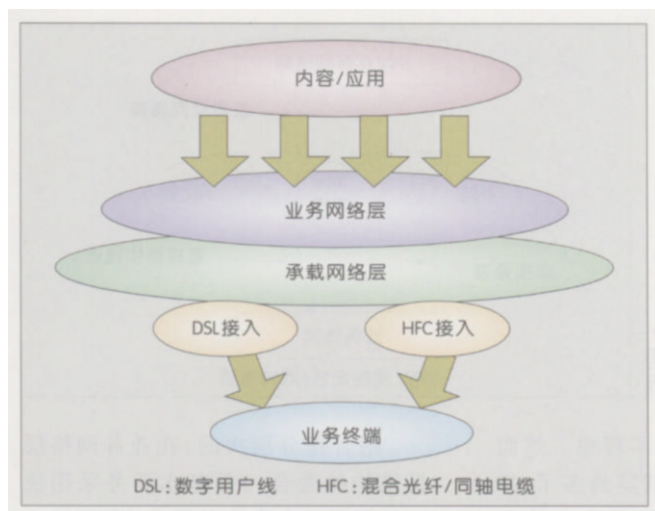 内容/应用
业务网络层
承载网络层
DSL接入 HFC接入
业务终端
DSL:数字用户线 HFC:混合光纤/同轴电缆